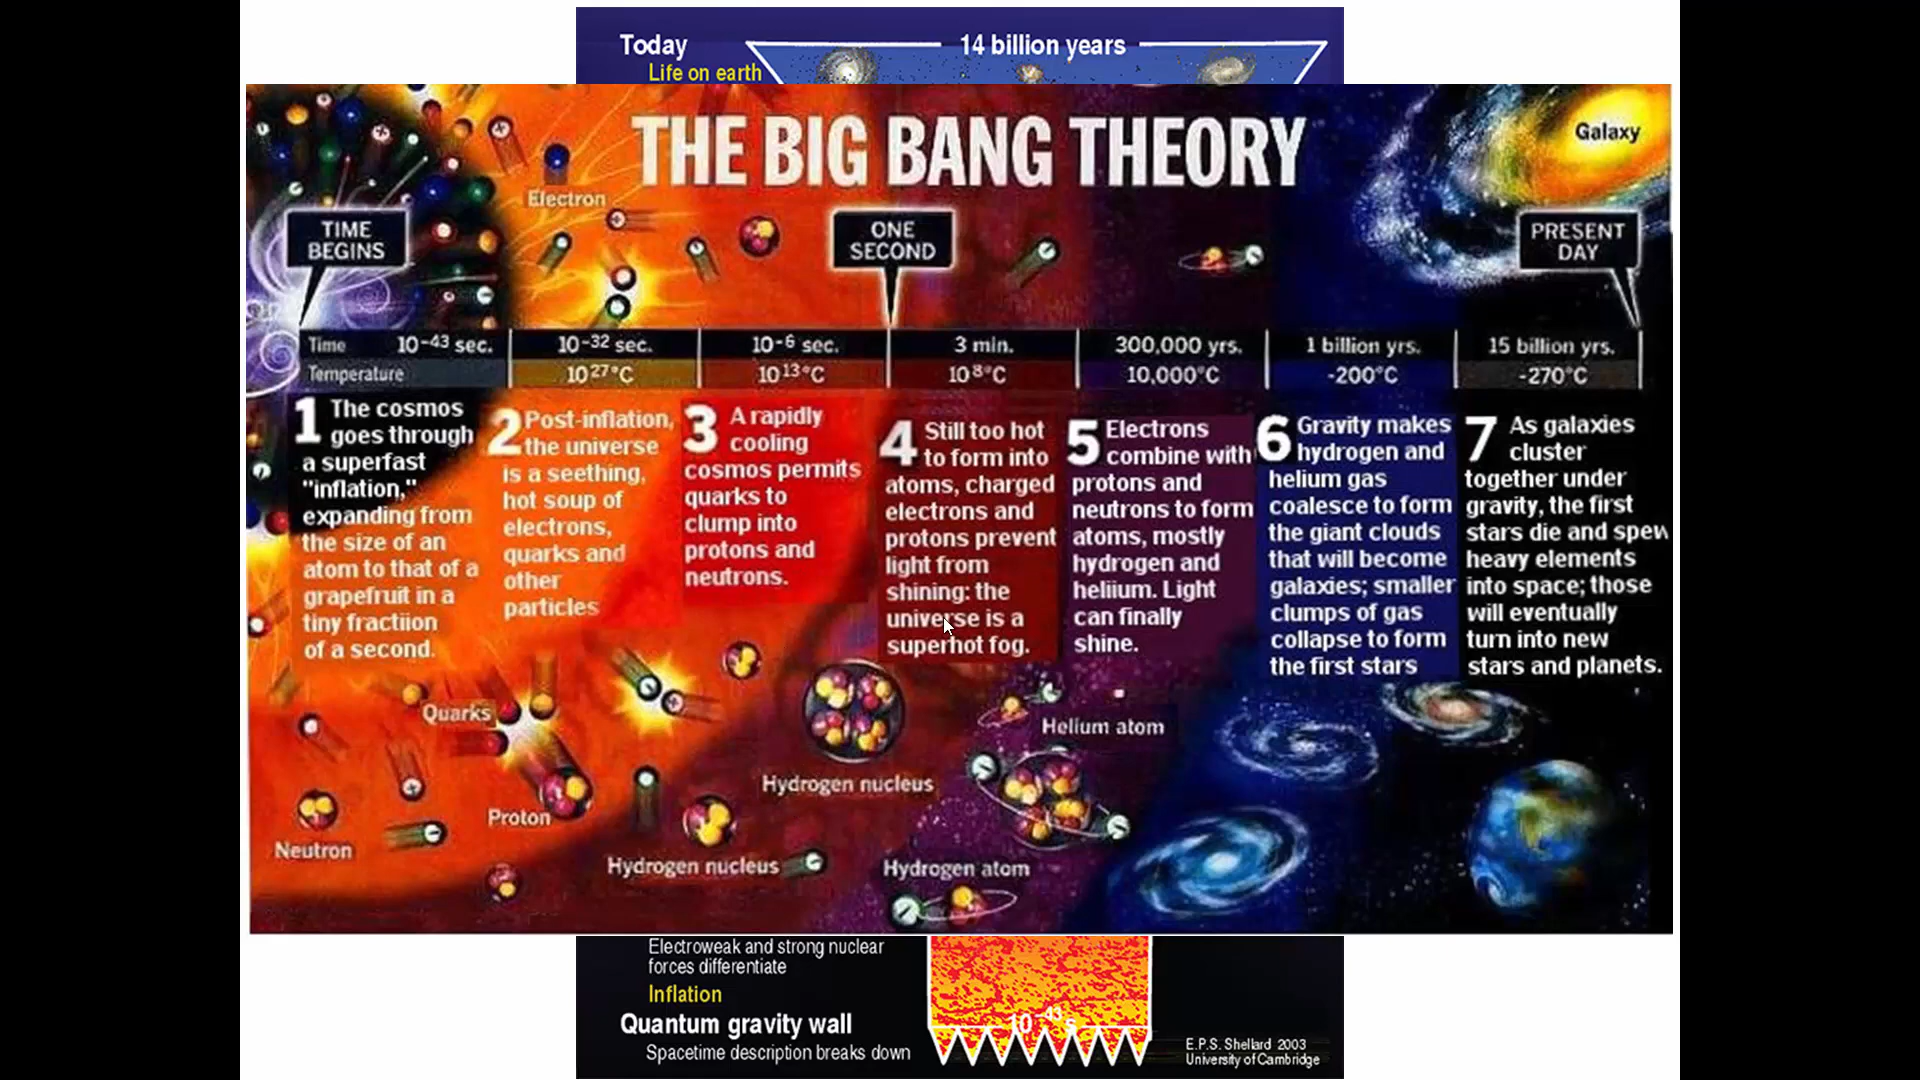 Today
14 billion years
Life on earth
THE BIG BANG THEORY
Galaxy
Electron
TIME
BEGINS
ONE
SECOND
PRESENT
DAY
Time 10⁻⁴³ sec. 10⁻³² sec. 10⁻⁶ sec. 3 min. 300,000 yrs. 1 billion yrs. 15 billion yrs.
Temperature 10²⁷°C 10¹³°C 10⁸°C 10,000°C -200°C -270°C
1 The cosmos
goes through
a superfast
"inflation,"
expanding from
the size of an
atom to that of a
grapefruit in a
tiny fractiion
of a second.
2 Post-inflation,
the universe
is a seething,
hot soup of
electrons,
quarks and
other
particles
3 A rapidly
cooling
cosmos permits
quarks to
clump into
protons and
neutrons.
4 Still too hot
to form into
atoms, charged
electrons and
protons prevent
light from
shining: the
universe is a
superhot fog.
5 Electrons
combine with
protons and
neutrons to form
atoms, mostly
hydrogen and
heliium. Light
can finally
shine.
6 Gravity makes
hydrogen and
helium gas
coalesce to form
the giant clouds
that will become
galaxies; smaller
clumps of gas
collapse to form
the first stars
7 As galaxies
cluster
together under
gravity, the first
stars die and spew
heavy elements
into space; those
will eventually
turn into new
stars and planets.
Quarks
Helium atom
Hydrogen nucleus
Proton
Neutron
Hydrogen nucleus
Hydrogen atom
Electroweak and strong nuclear
forces differentiate
Inflation
Quantum gravity wall
Spacetime description breaks down
10⁻⁴³ s
E.P.S. Shellard 2003
University of Cambridge